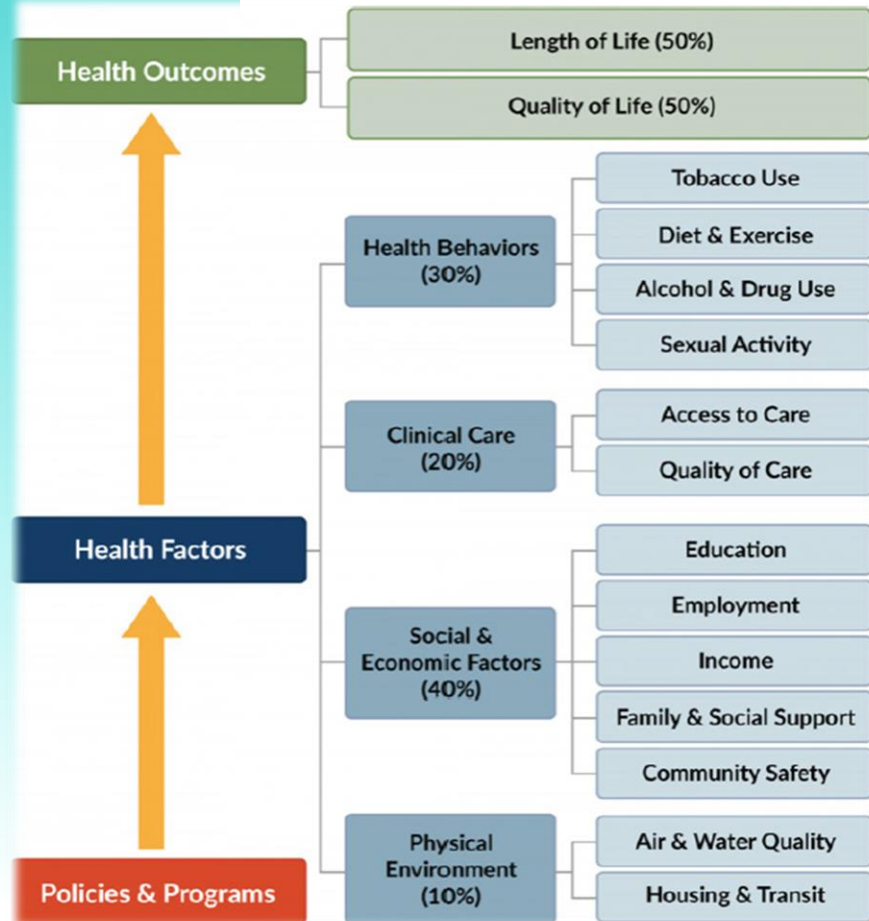 Health Outcomes
Length of Life (50%)
Quality of Life (50%)
Health Behaviors
(30%)
Tobacco Use
Diet & Exercise
Alcohol & Drug Use
Sexual Activity
Clinical Care
(20%)
Access to Care
Quality of Care
Health Factors
Social &
Economic Factors
(40%)
Education
Employment
Income
Family & Social Support
Community Safety
Physical
Environment
(10%)
Air & Water Quality
Housing & Transit
Policies & Programs